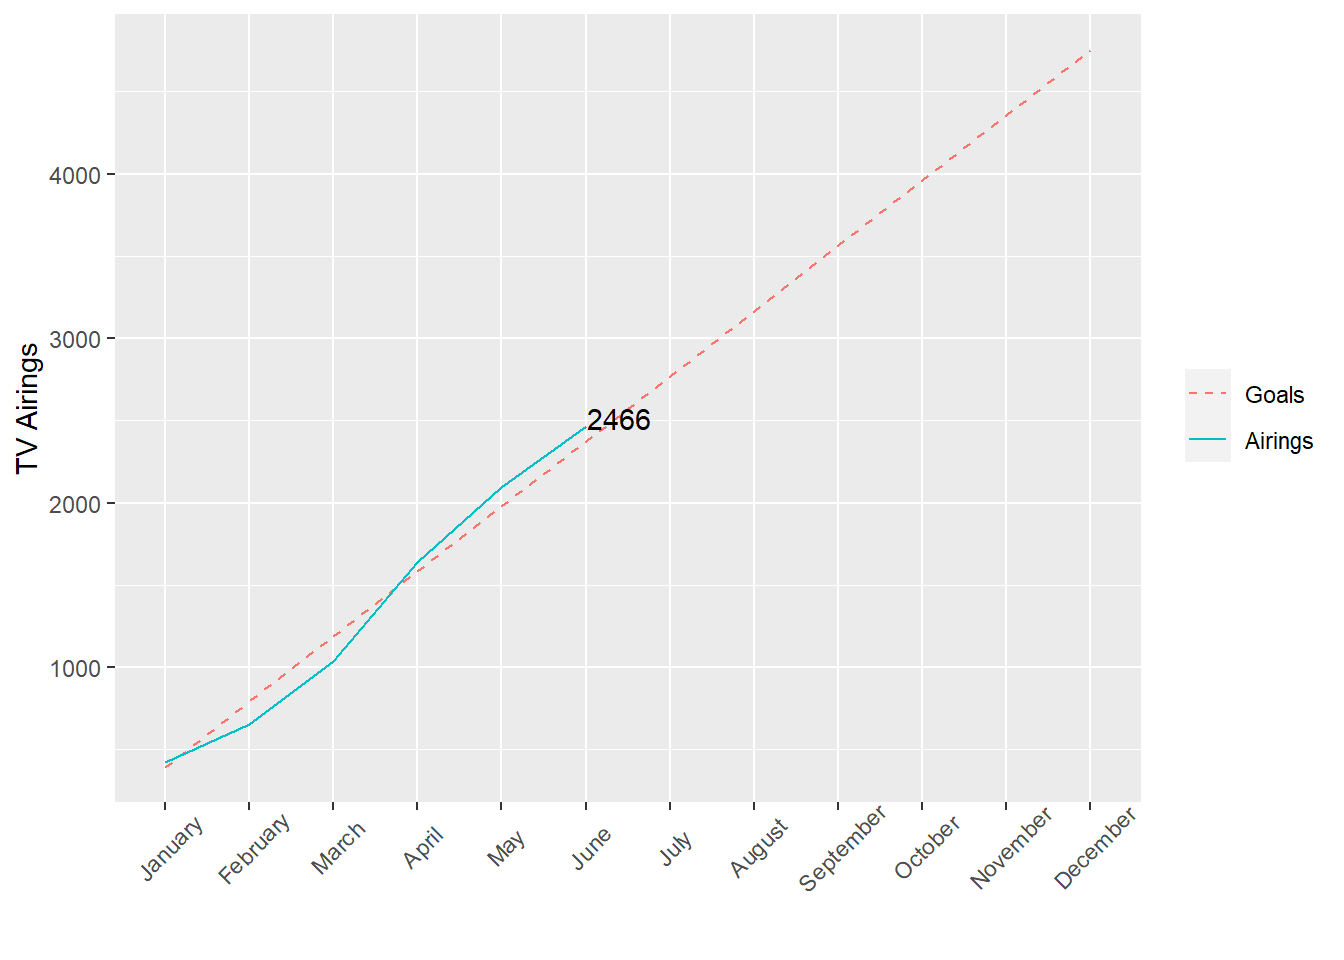 TV Airings
4000
3000
2000
1000
2466
January
February
March
April
May
June
July
August
September
October
November
December
Goals
Airings